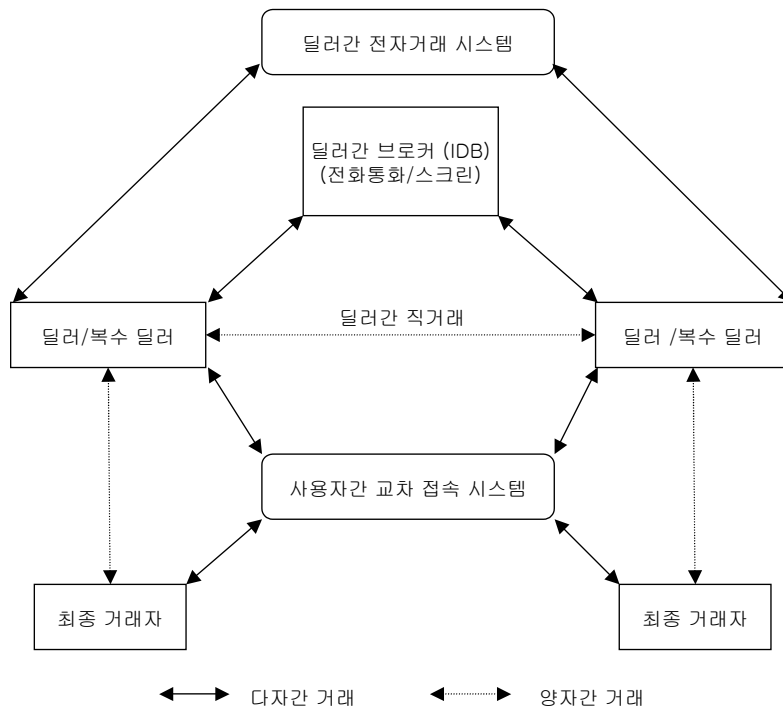 딜러간 전자거래 시스템
딜러간 브로커 (IDB)
(전화통화/스크린)
딜러간 직거래
딜러/복수 딜러
딜러 /복수 딜러
사용자간 교차 접속 시스템
최종 거래자
최종 거래자
다자간 거래
양자간 거래